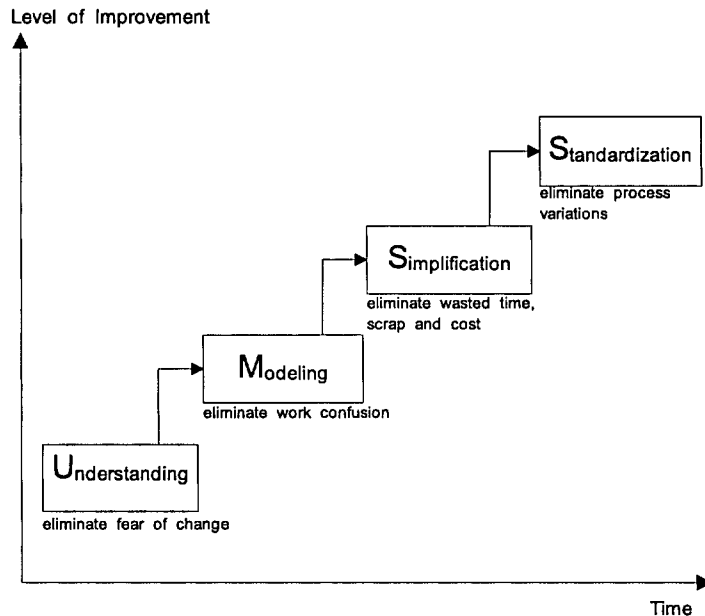 Level of Improvement
Standardization
eliminate process
variations
Simplification
eliminate wasted time,
scrap and cost
Modeling
eliminate work confusion
Understanding
eliminate fear of change
Time